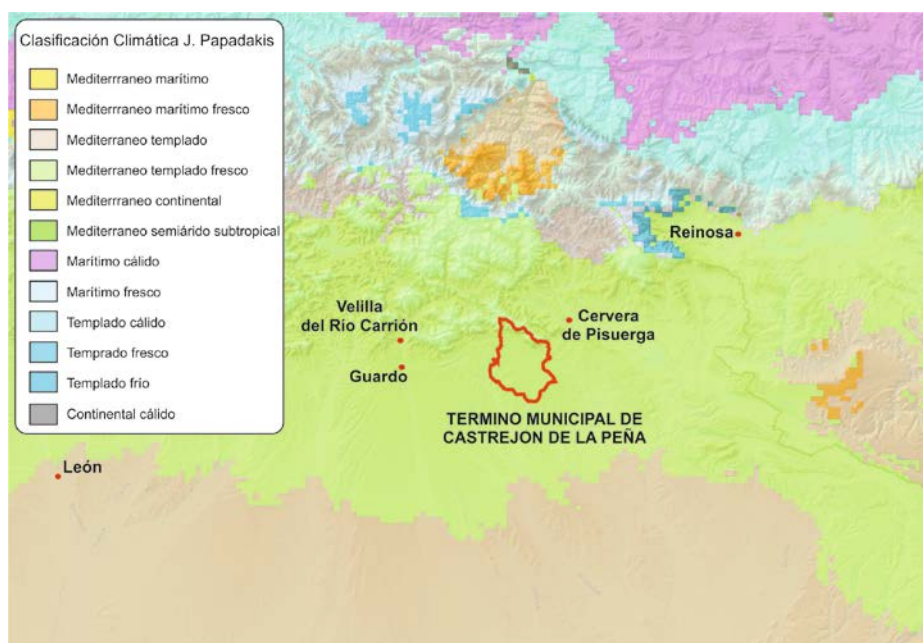 Clasificación Climática J. Papadakis
Mediterrraneo marítimo
Mediterrraneo marítimo fresco
Mediterraneo templado
Mediterraneo templado fresco
Mediterrraneo continental
Mediterraneo semiárido subtropical
Marítimo cálido
Marítimo fresco
Templado cálido
Temprado fresco
Templado frío
Continental cálido
Reinosa
Velilla
del Río Carrión
Cervera
de Pisuerga
Guardo
TERMINO MUNICIPAL DE
CASTREJON DE LA PEÑA
León